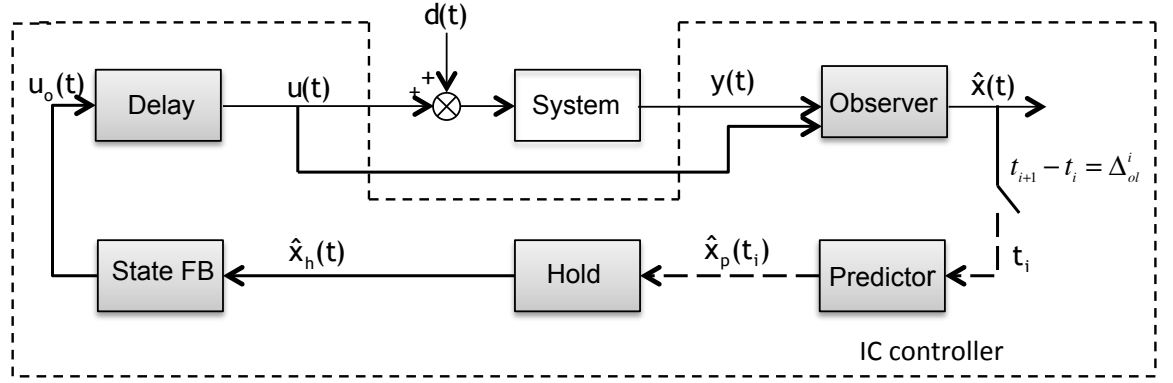 d(t)
u_o(t)
Delay
u(t)
+
+
System
y(t)
Observer
x̂(t)
t_{i+1} − t_i = Δ_{ol}^i
State FB
x̂_h(t)
Hold
x̂_p(t_i)
Predictor
t_i
IC controller